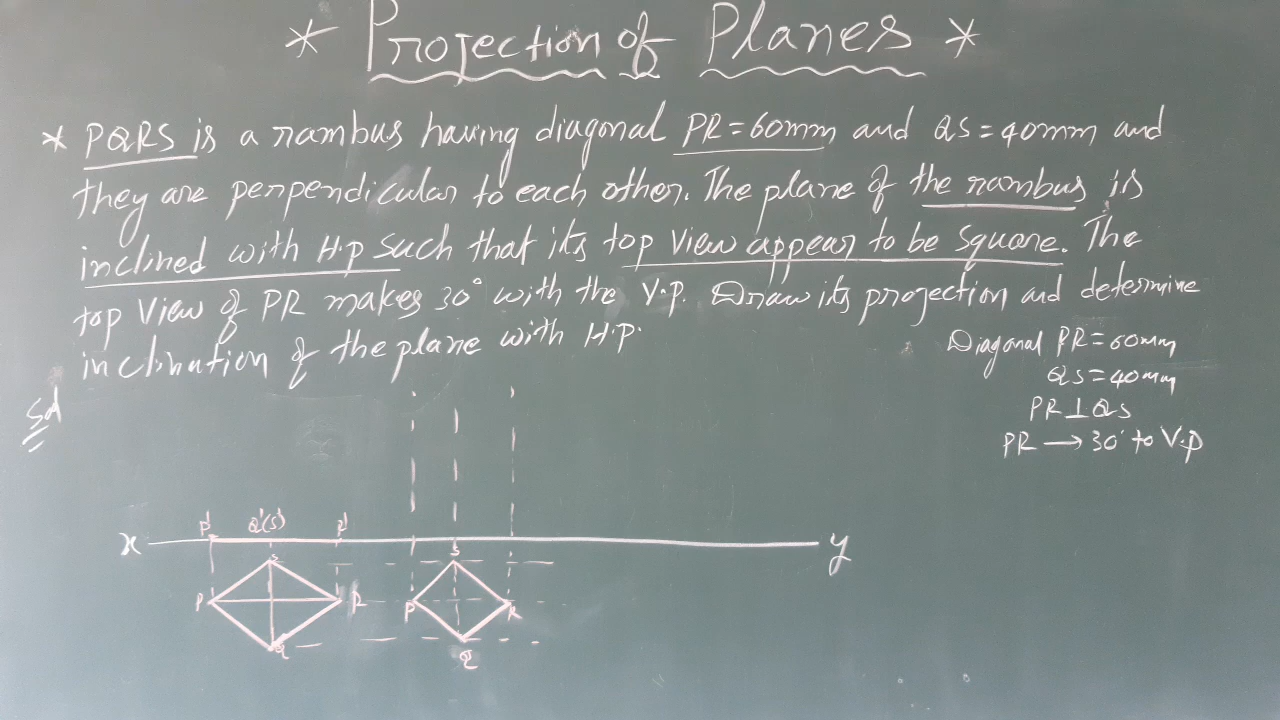 * Projection of Planes *
* PQRS is a rambus having diagonal PR = 60mm and QS = 40mm and
they are perpendicular to each other. The plane of the rambus is
inclined with H.p such that its top view appear to be square. The
top view of PR makes 30° with the V.P. Draw its projection and determine
inclination of the plane with H.P.
Diagonal PR = 60mm
QS = 40mm
PR ⊥ QS
PR → 30° to V.P
Sol
P' Q'(S') R'
x y
S S
P R P R
Q Q